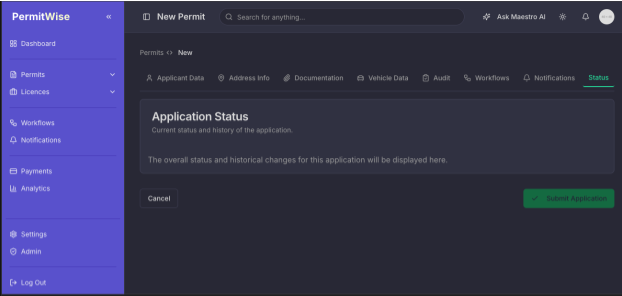 PermitWise
«
New Permit
Search for anything...
Ask Maestro AI
Dashboard
Permits
Licences
Workflows
Notifications
Payments
Analytics
Settings
Admin
Log Out
Permits <> New
Applicant Data
Address Info
Documentation
Vehicle Data
Audit
Workflows
Notifications
Status
Application Status
Current status and history of the application.
The overall status and historical changes for this application will be displayed here.
Cancel
Submit Application